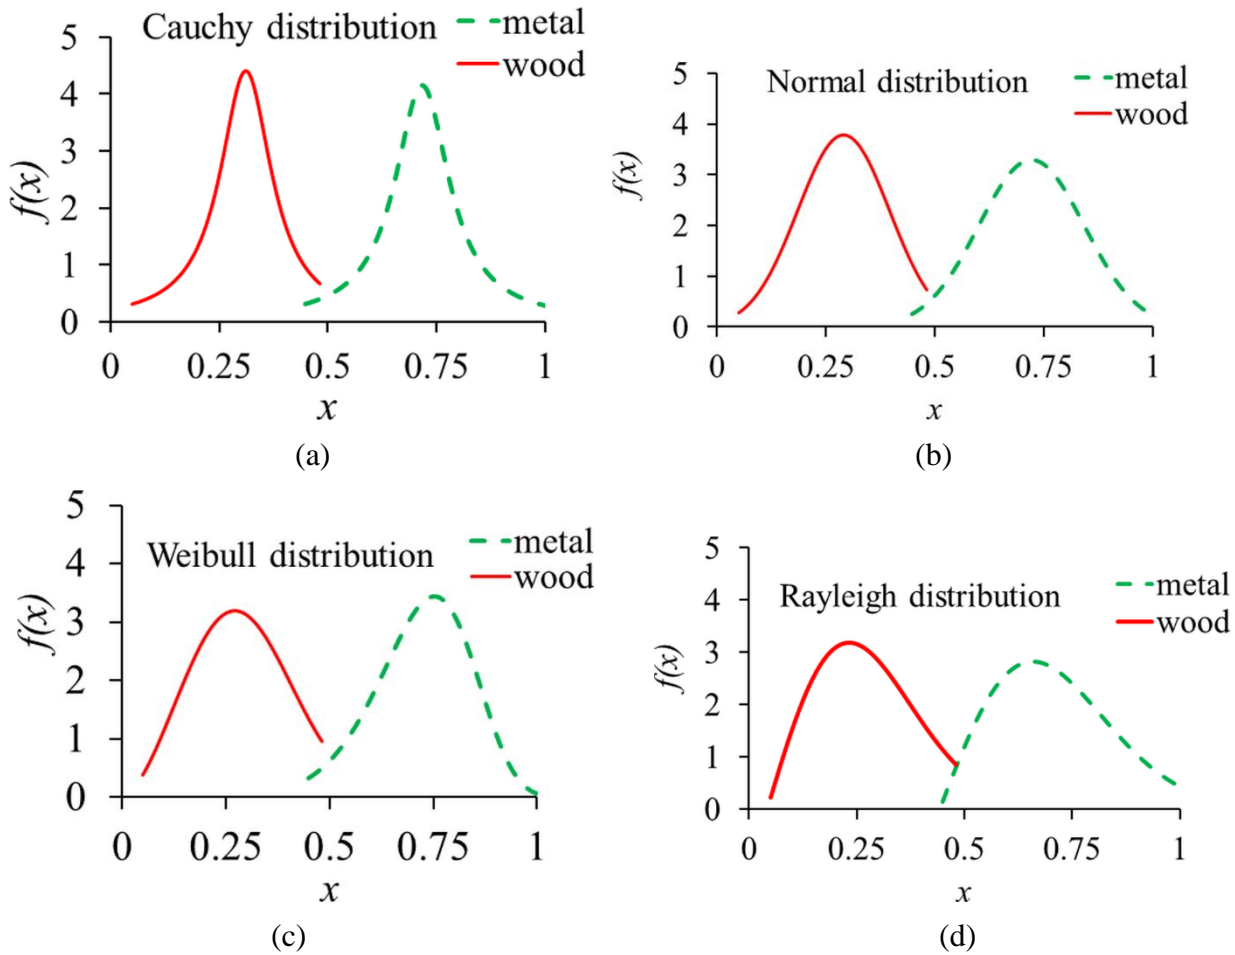 Cauchy distribution
metal
wood
5
4
3
2
1
0
f(x)
0 0.25 0.5 0.75 1
x
(a)
Normal distribution
metal
wood
5
4
3
2
1
0
f(x)
0 0.25 0.5 0.75 1
x
(b)
Weibull distribution
metal
wood
5
4
3
2
1
0
f(x)
0 0.25 0.5 0.75 1
x
(c)
Rayleigh distribution
metal
wood
5
4
3
2
1
0
f(x)
0 0.25 0.5 0.75 1
x
(d)